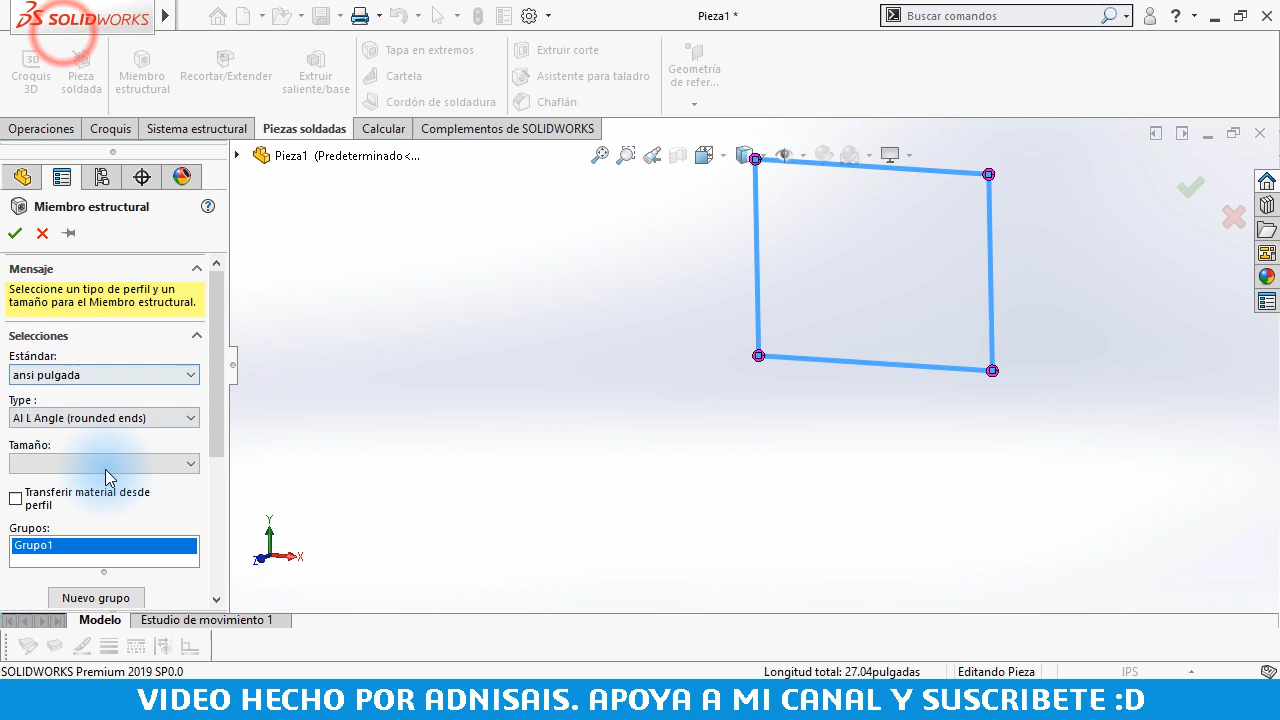 SOLIDWORKS
Pieza1 *
Buscar comandos
?
3D
Croquis
3D
Pieza
soldada
Miembro
estructural
Recortar/Extender
Extruir
saliente/base
Tapa en extremos
Cartela
Cordón de soldadura
Extruir corte
Asistente para taladro
Chaflán
Geometría
de refer...
Operaciones
Croquis
Sistema estructural
Piezas soldadas
Calcular
Complementos de SOLIDWORKS
Pieza1 (Predeterminado<...
Miembro estructural
?
Mensaje
Seleccione un tipo de perfil y un
tamaño para el Miembro estructural.
Selecciones
Estándar:
ansi pulgada
Type :
Al L Angle (rounded ends)
Tamaño:
Transferir material desde
perfil
Grupos:
Grupo1
Nuevo grupo
Y
X
Z
Modelo
Estudio de movimiento 1
SOLIDWORKS Premium 2019 SP0.0
Longitud total: 27.04pulgadas
Editando Pieza
IPS
VIDEO HECHO POR ADNISAIS. APOYA A MI CANAL Y SUSCRIBETE :D